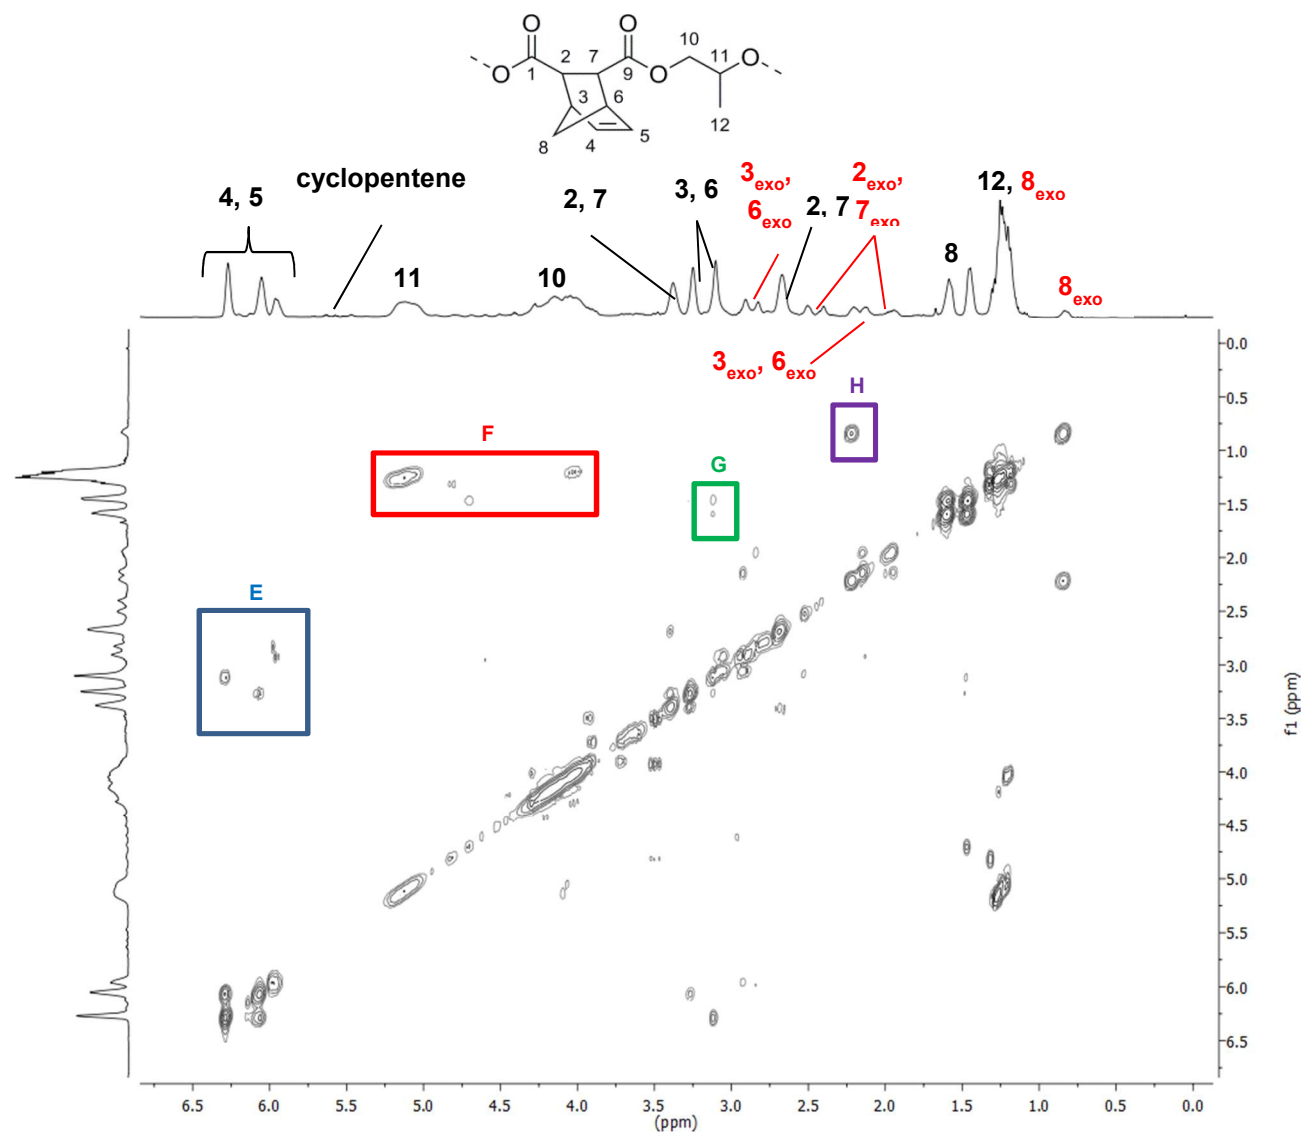 O O
10
O 1 2 7 9 O 11 O
3 6
12
8 4 5
cyclopentene
4, 5
2, 7
3, 6
3exo,
6exo
2, 7
2exo,
7exo
12, 8exo
11
10
8
8exo
3exo, 6exo
H
F
G
E
0.0
0.5
1.0
1.5
2.0
2.5
3.0
3.5
4.0
4.5
5.0
5.5
6.0
6.5
f1 (ppm)
6.5 6.0 5.5 5.0 4.5 4.0 3.5 3.0 2.5 2.0 1.5 1.0 0.5 0.0
(ppm)